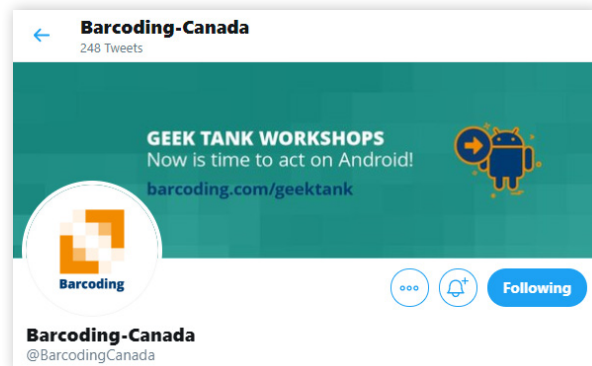 Barcoding-Canada
248 Tweets
GEEK TANK WORKSHOPS
Now is time to act on Android!
barcoding.com/geektank
Barcoding
Following
Barcoding-Canada
@BarcodingCanada